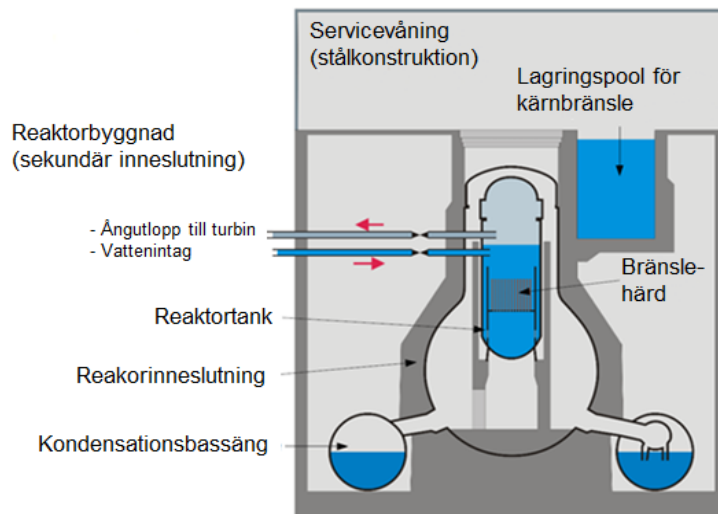 Servicevåning
(stålkonstruktion)
Lagringspool för
kärnbränsle
Reaktorbyggnad
(sekundär inneslutning)
- Ångutlopp till turbin
- Vattenintag
Bränsle-
härd
Reaktortank
Reakorinneslutning
Kondensationsbassäng